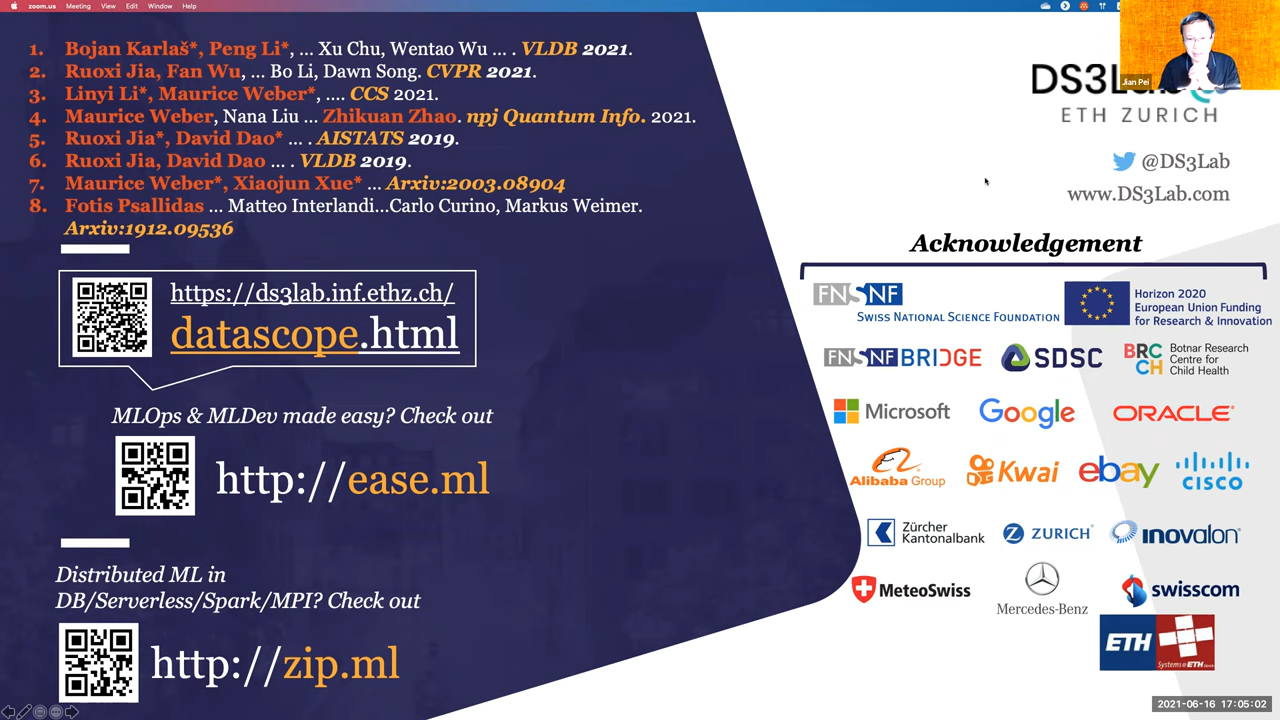 zoom.us Meeting View Edit Window Help
1. Bojan Karlaš*, Peng Li*, ... Xu Chu, Wentao Wu ... . VLDB 2021.
2. Ruoxi Jia, Fan Wu, ... Bo Li, Dawn Song. CVPR 2021.
3. Linyi Li*, Maurice Weber*, .... CCS 2021.
4. Maurice Weber, Nana Liu ... Zhikuan Zhao. npj Quantum Info. 2021.
5. Ruoxi Jia*, David Dao* ... . AISTATS 2019.
6. Ruoxi Jia, David Dao ... . VLDB 2019.
7. Maurice Weber*, Xiaojun Xue* ... Arxiv:2003.08904
8. Fotis Psallidas ... Matteo Interlandi...Carlo Curino, Markus Weimer.
Arxiv:1912.09536
https://ds3lab.inf.ethz.ch/
datascope.html
MLOps & MLDev made easy? Check out
http://ease.ml
Distributed ML in
DB/Serverless/Spark/MPI? Check out
http://zip.ml
Jian Pei
DS3L
ETH ZURICH
@DS3Lab
www.DS3Lab.com
Acknowledgement
FNSNF
SWISS NATIONAL SCIENCE FOUNDATION
Horizon 2020
European Union Funding
for Research & Innovation
FNSNF BRIDGE
SDSC
BRC
CH
Botnar Research
Centre for
Child Health
Microsoft
Google
ORACLE
Alibaba Group
Kwai
ebay
CISCO
Zürcher
Kantonalbank
ZURICH
inovalon
MeteoSwiss
Mercedes-Benz
swisscom
ETH
Systems@ETH Zürich
2021-06-16 17:05:02